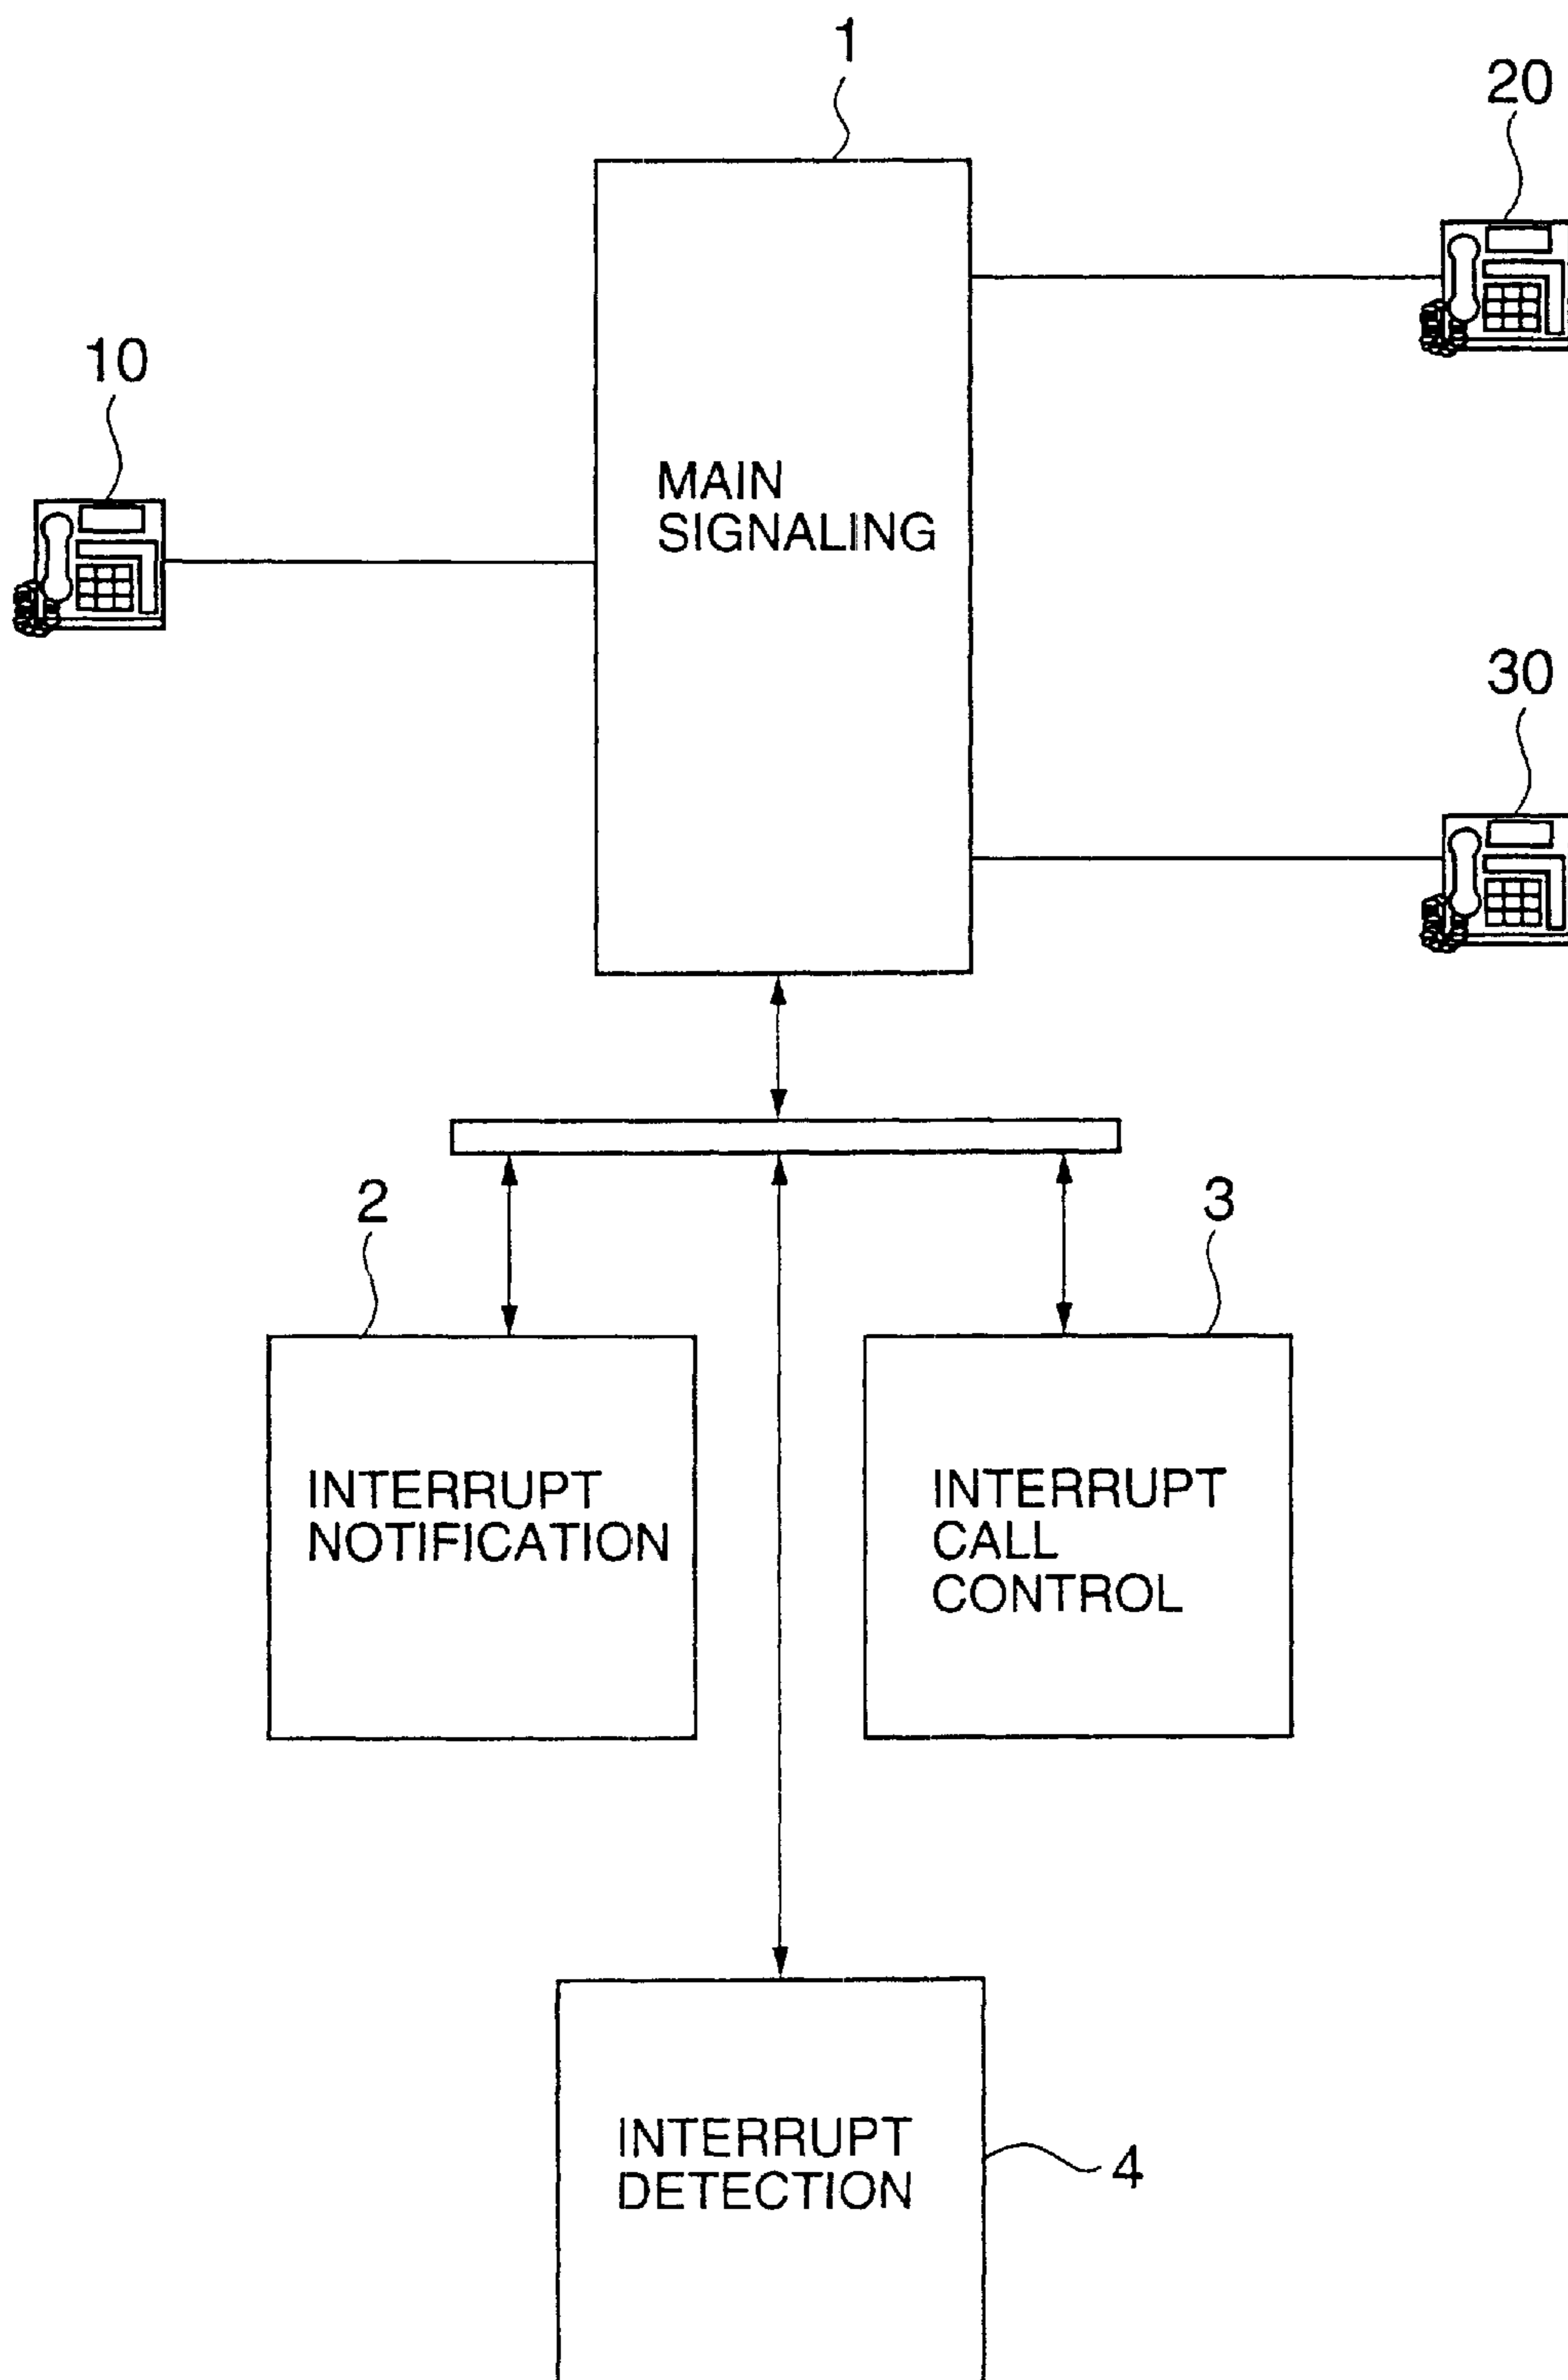 1
20
10
MAIN
SIGNALING
30
2
3
INTERRUPT
NOTIFICATION
INTERRUPT
CALL
CONTROL
INTERRUPT
DETECTION
4